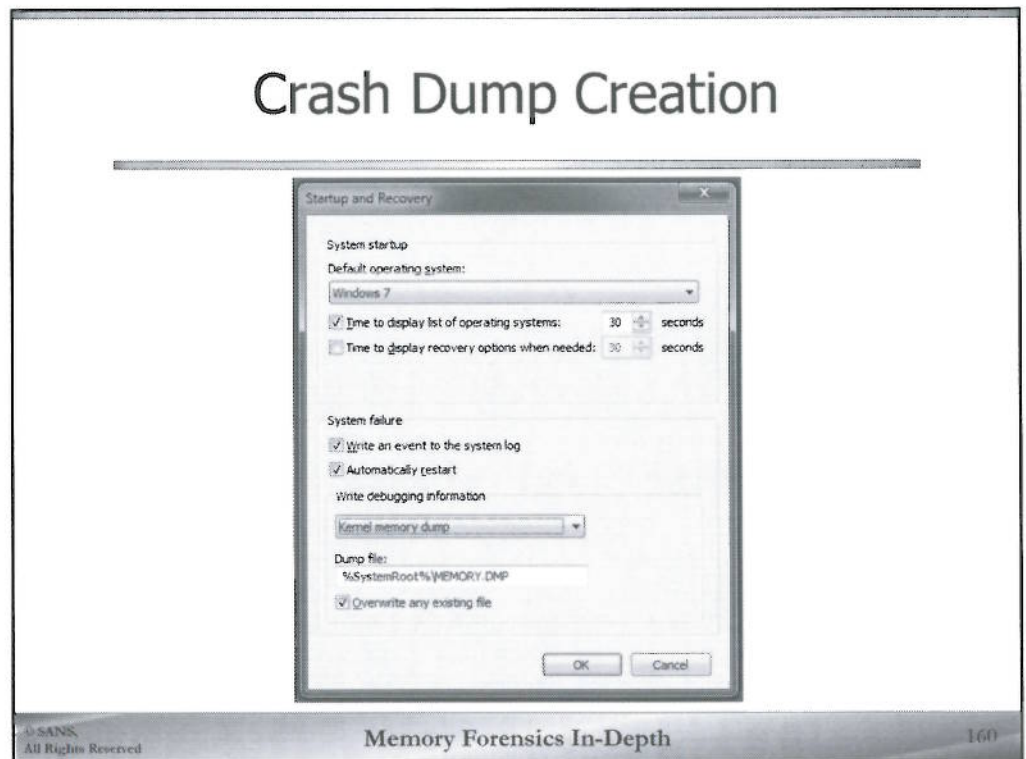 Crash Dump Creation
Startup and Recovery
System startup
Default operating system:
Windows 7
Time to display list of operating systems: 30 seconds
Time to display recovery options when needed: 30 seconds
System failure
Write an event to the system log
Automatically restart
Write debugging information
Kernel memory dump
Dump file:
%SystemRoot%\MEMORY.DMP
Overwrite any existing file
OK Cancel
© SANS,
All Rights Reserved
Memory Forensics In-Depth
160